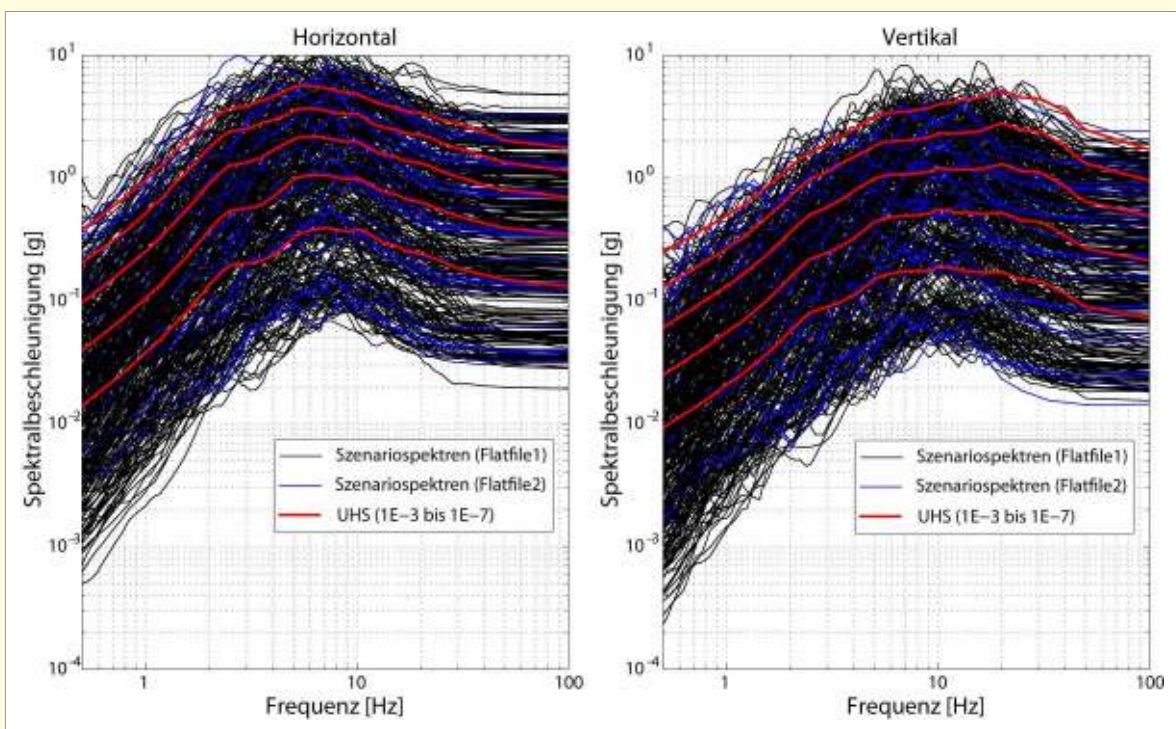 Horizontal
Spektralbeschleunigung [g]
10^1
10^0
10^-1
10^-2
10^-3
10^-4
Szenariospektren (Flatfile1)
Szenariospektren (Flatfile2)
UHS (1E−3 bis 1E−7)
1
10
100
Frequenz [Hz]
Vertikal
Spektralbeschleunigung [g]
10^1
10^0
10^-1
10^-2
10^-3
10^-4
Szenariospektren (Flatfile1)
Szenariospektren (Flatfile2)
UHS (1E−3 bis 1E−7)
1
10
100
Frequenz [Hz]